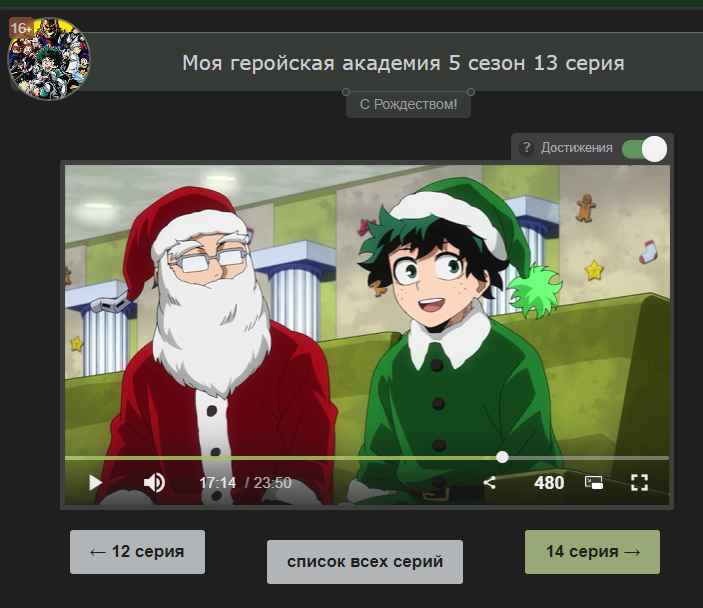 16+
Моя геройская академия 5 сезон 13 серия
С Рождеством!
? Достижения
17:14 / 23:50
480
← 12 серия
список всех серий
14 серия →